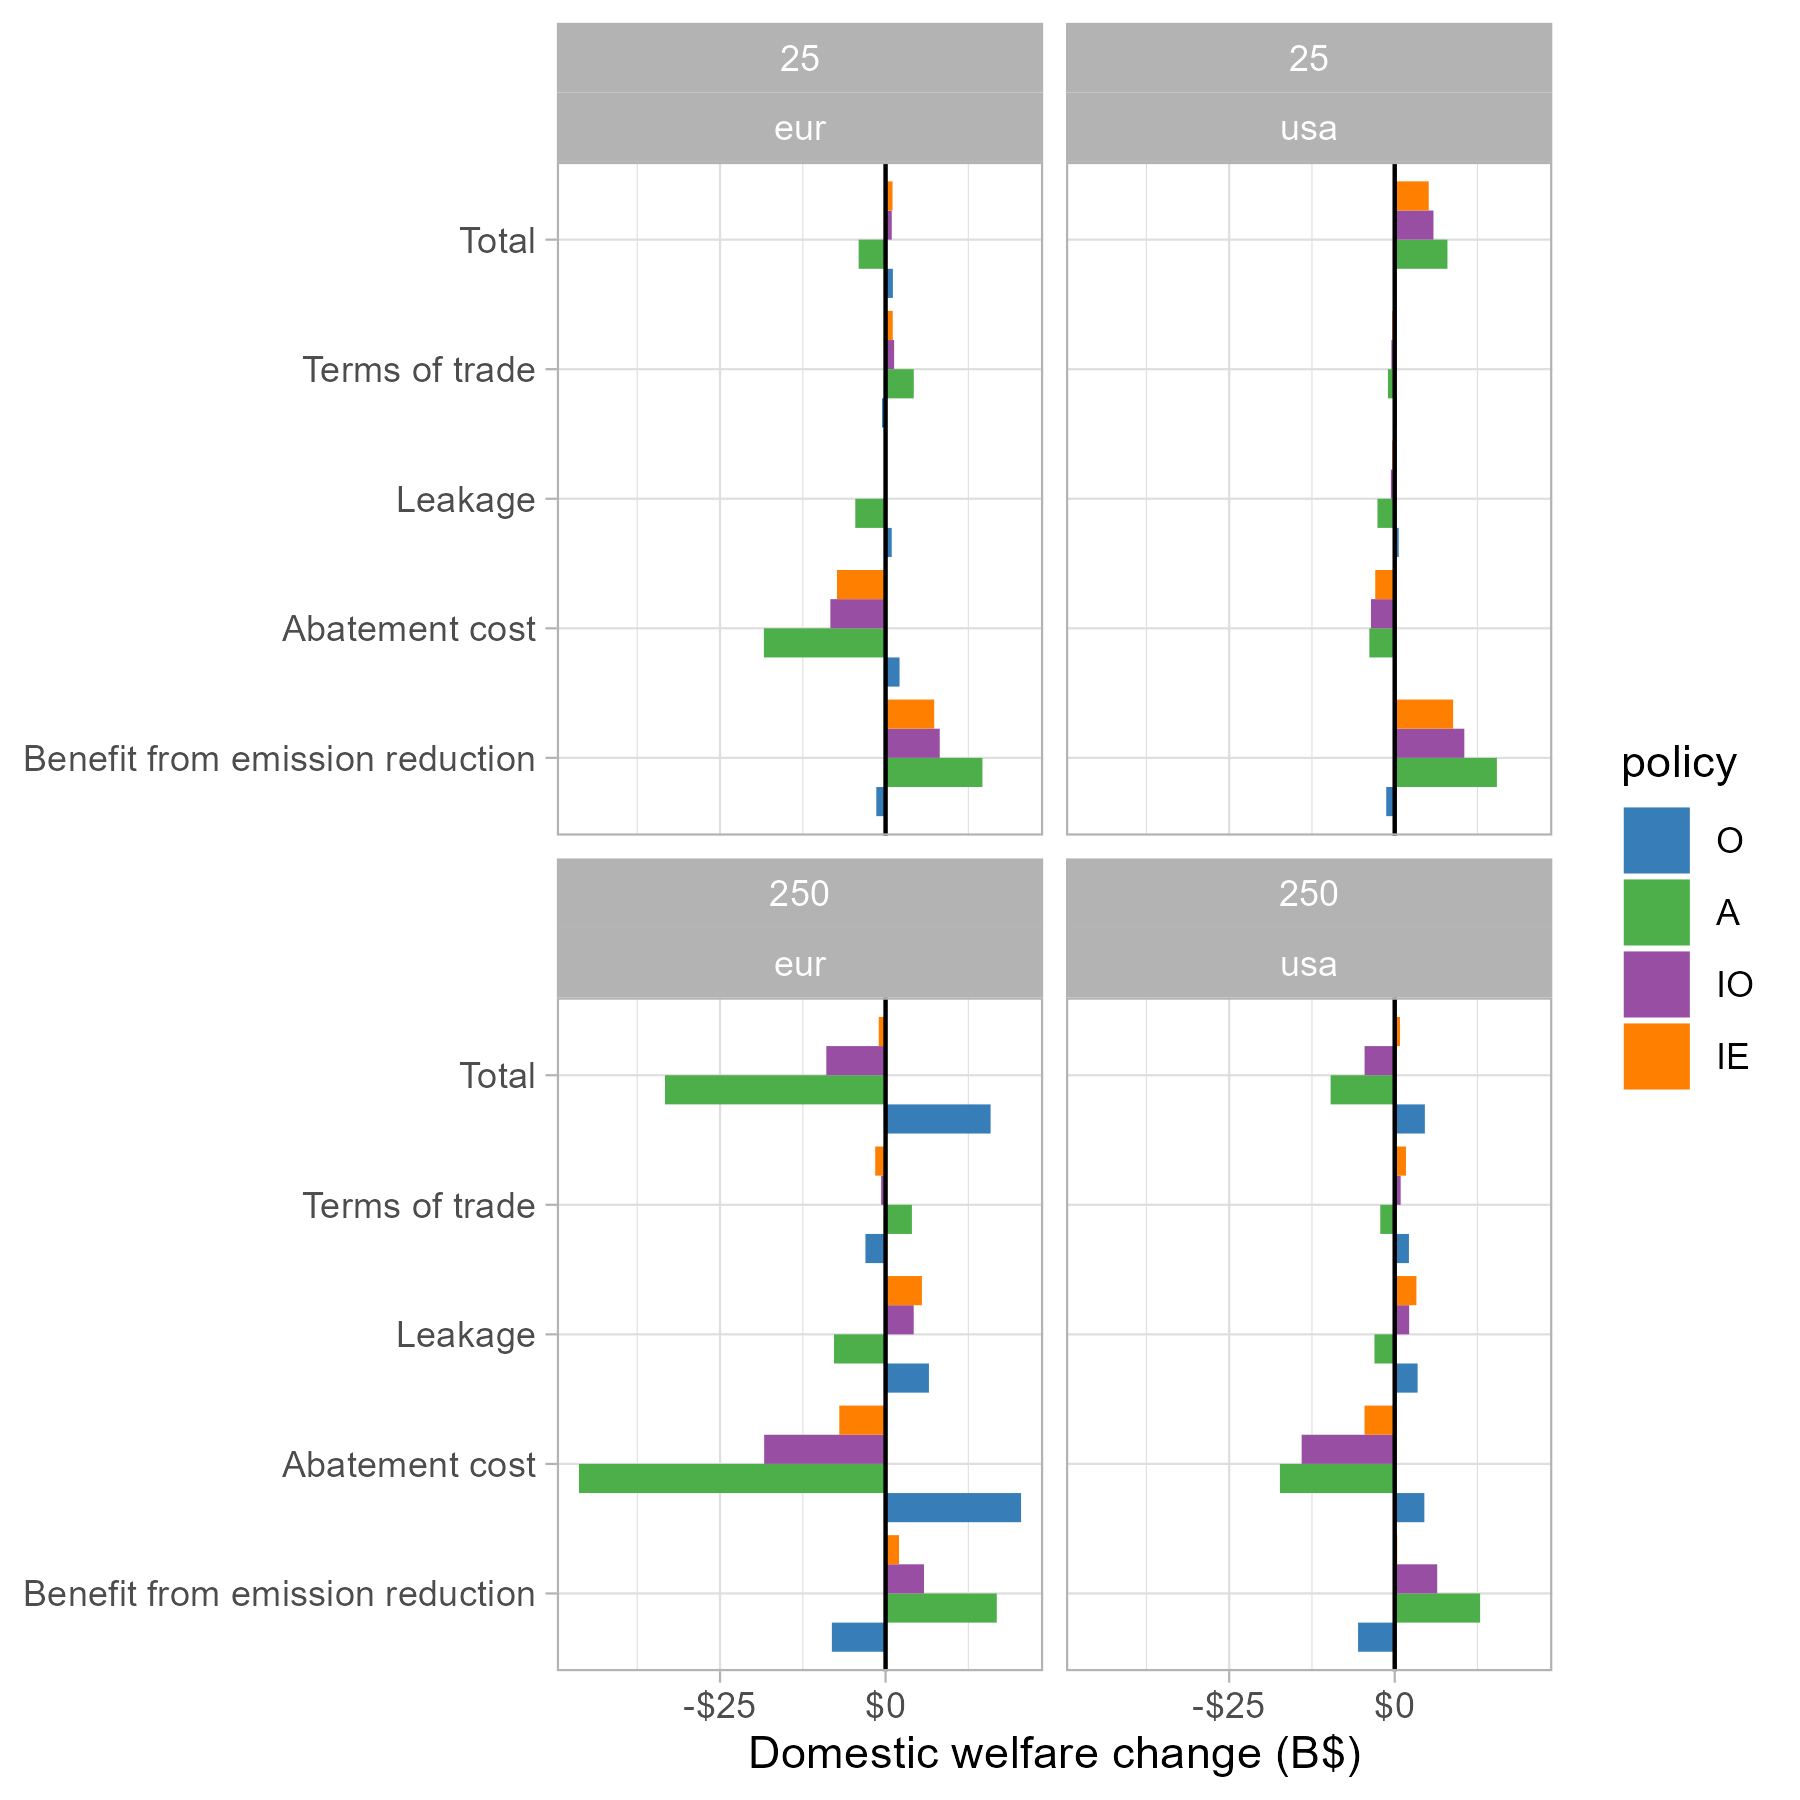 25
25
eur
usa
Total
Terms of trade
Leakage
Abatement cost
Benefit from emission reduction
250
250
eur
usa
Total
Terms of trade
Leakage
Abatement cost
Benefit from emission reduction
-$25
$0
-$25
$0
Domestic welfare change (B$)
policy
O
A
IO
IE